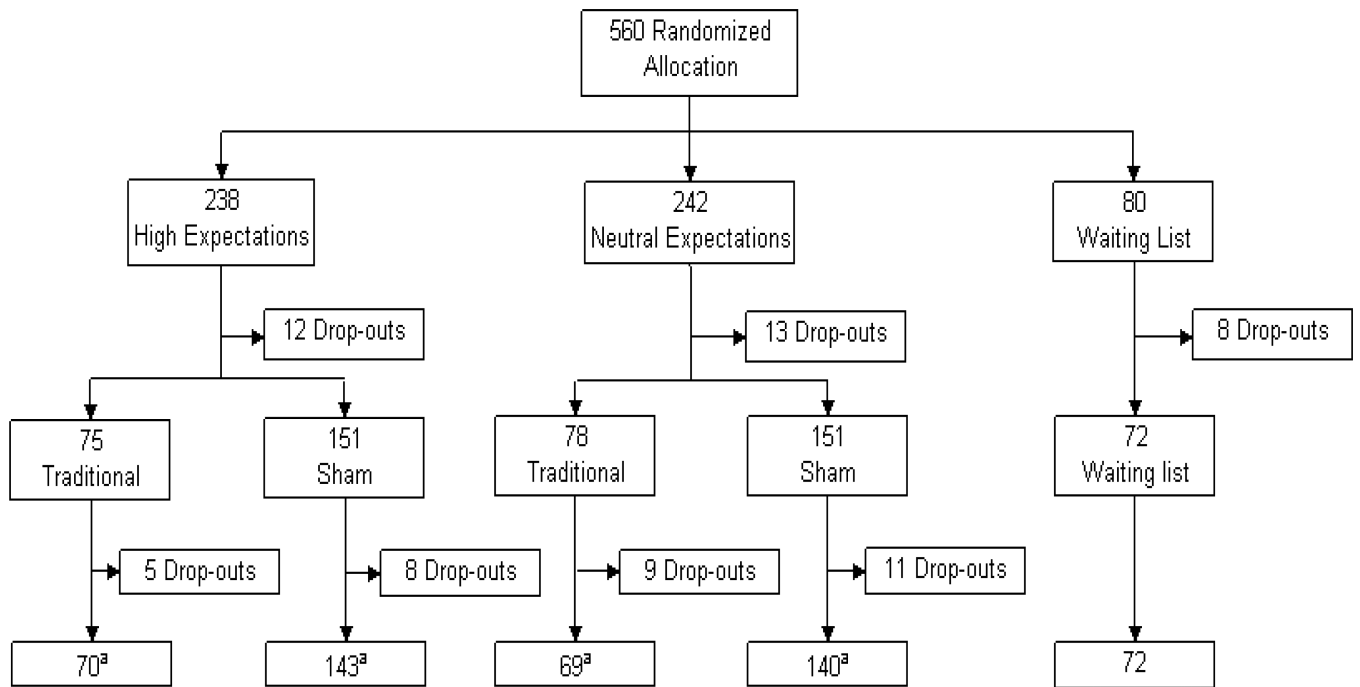 560 Randomized
Allocation
238
High Expectations
242
Neutral Expectations
80
Waiting List
12 Drop-outs
13 Drop-outs
8 Drop-outs
75
Traditional
151
Sham
78
Traditional
151
Sham
72
Waiting list
5 Drop-outs
8 Drop-outs
9 Drop-outs
11 Drop-outs
70ª
143ª
69ª
140ª
72